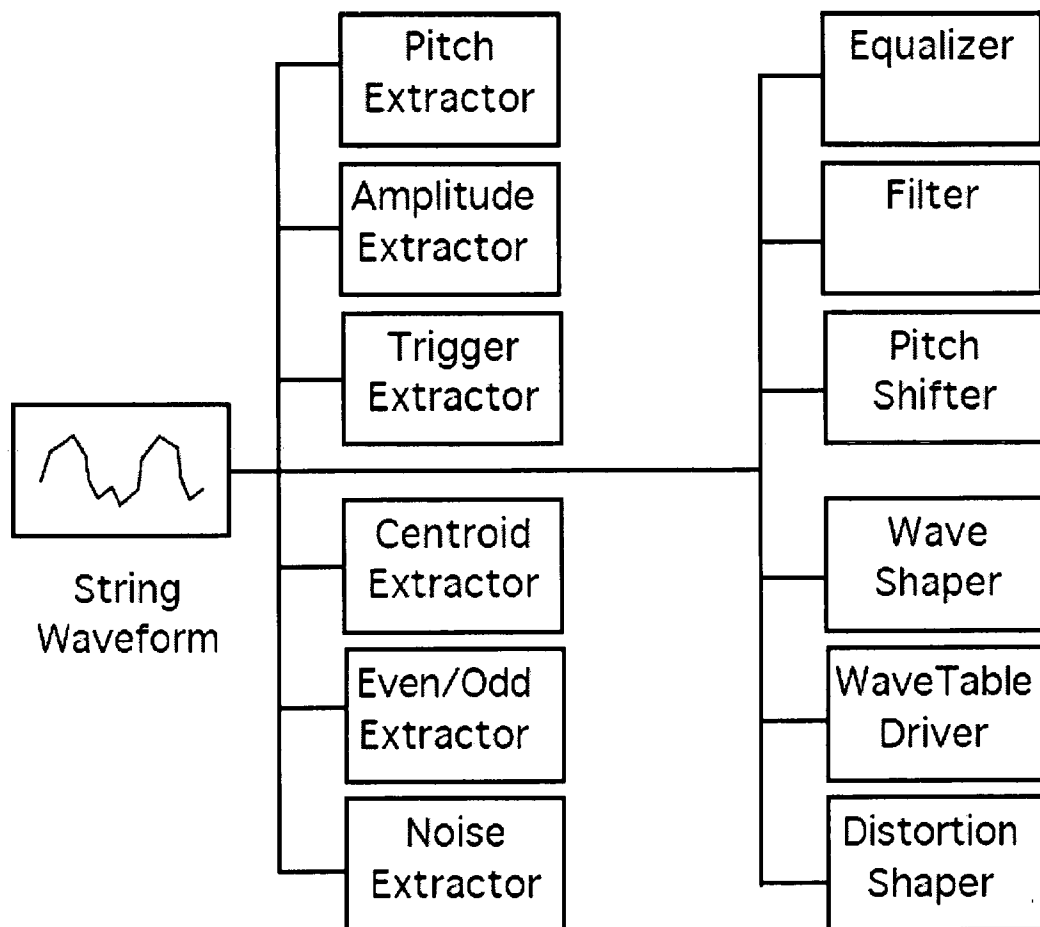 Pitch
Extractor
Amplitude
Extractor
Trigger
Extractor
String
Waveform
Centroid
Extractor
Even/Odd
Extractor
Noise
Extractor
Equalizer
Filter
Pitch
Shifter
Wave
Shaper
WaveTable
Driver
Distortion
Shaper